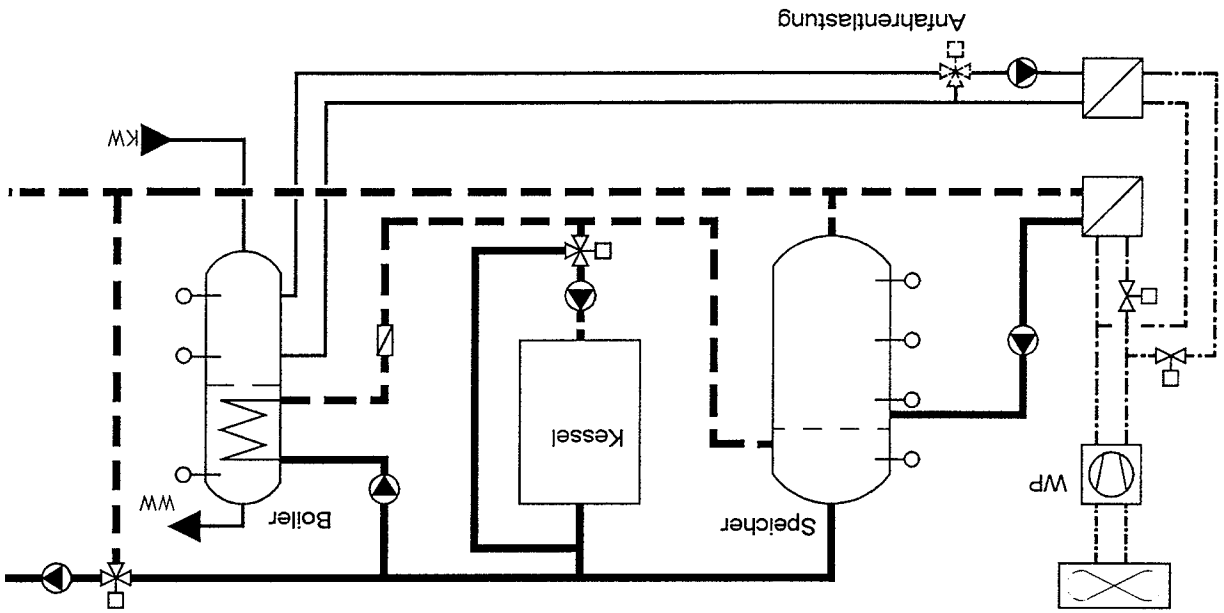 WP
Speicher
Kessel
Boiler
WW
KW
Anfahrentlastung